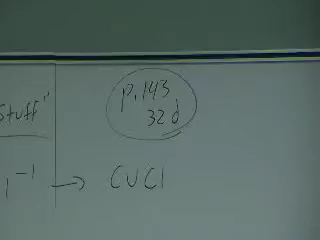 p.143
32 d
Stuff"
1⁻¹ → CUCl